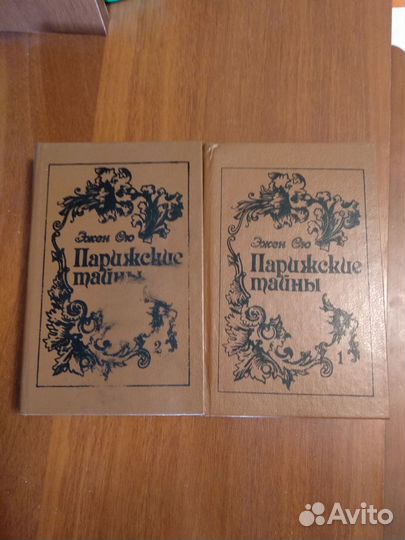 Эжен Сю
Парижские
тайны
2
Эжен Сю
Парижские
тайны
1
Avito